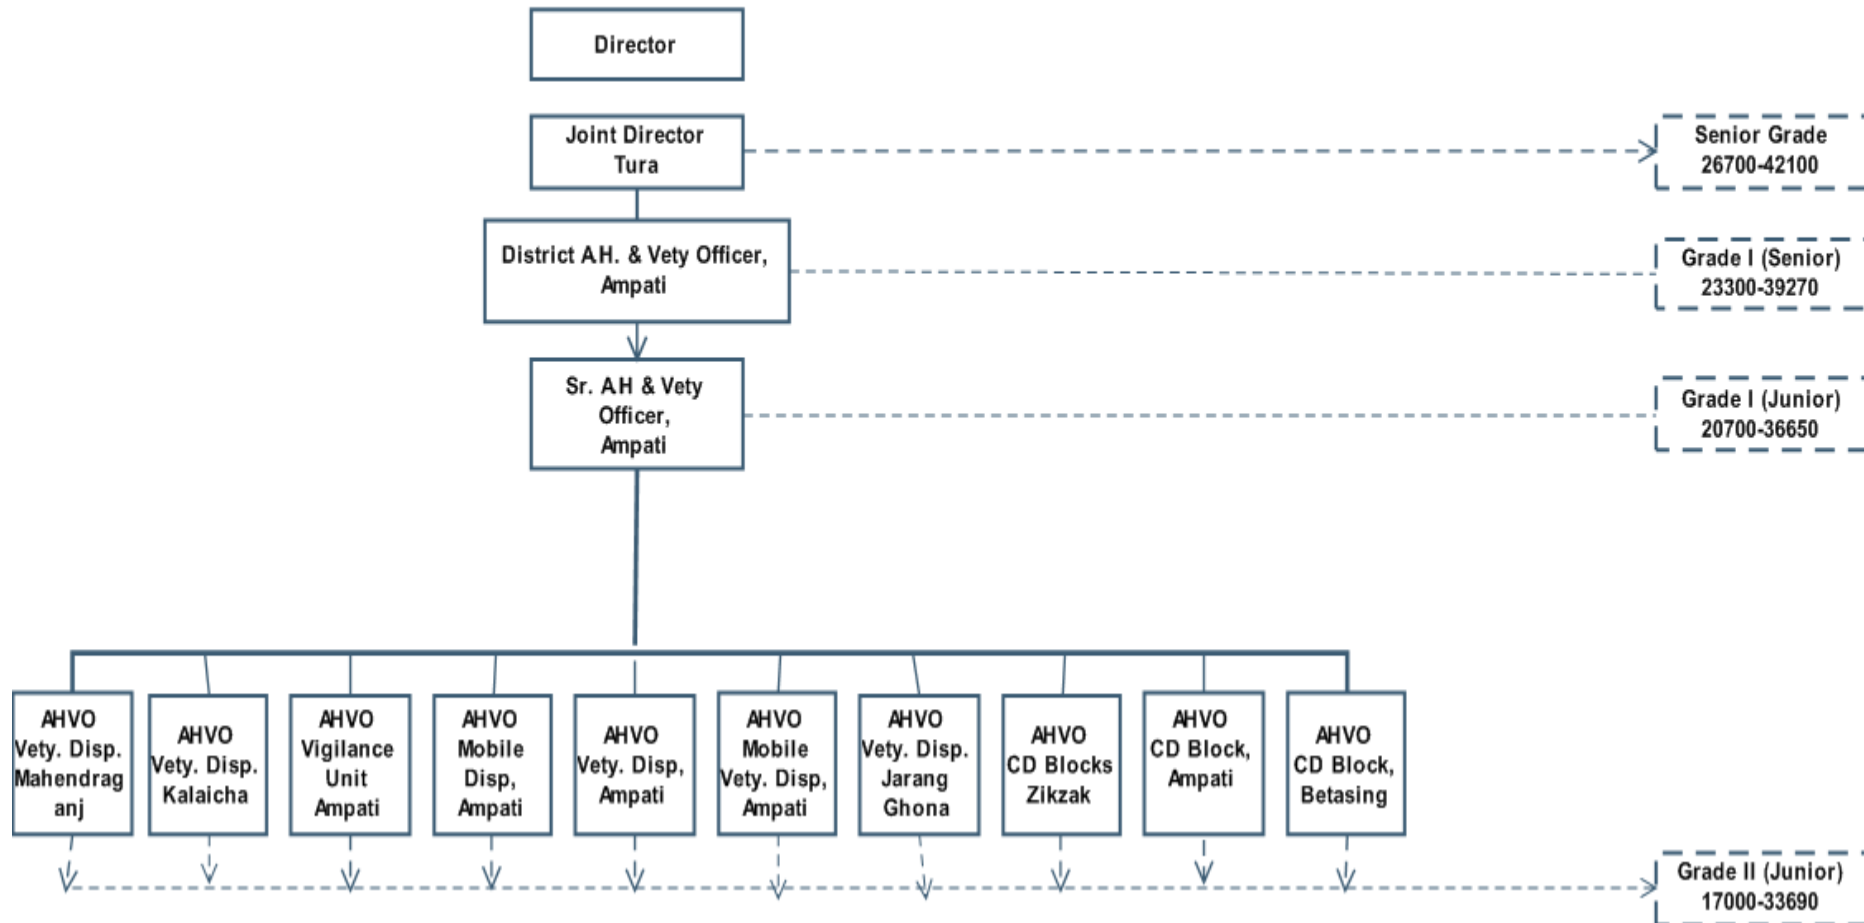 Director
Joint Director
Tura
Senior Grade
26700-42100
District A.H. & Vety Officer,
Ampati
Grade I (Senior)
23300-39270
Sr. A.H & Vety
Officer,
Ampati
Grade I (Junior)
20700-36650
AHVO
Vety. Disp.
Mahendrag
anj
AHVO
Vety. Disp.
Kalaicha
AHVO
Vigilance
Unit
Ampati
AHVO
Mobile
Disp,
Ampati
AHVO
Vety. Disp,
Ampati
AHVO
Mobile
Vety. Disp,
Ampati
AHVO
Vety. Disp.
Jarang
Ghona
AHVO
CD Blocks
Zikzak
AHVO
CD Block,
Ampati
AHVO
CD Block,
Betasing
Grade II (Junior)
17000-33690